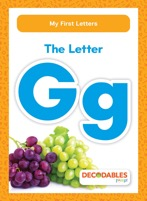 My First Letters
The Letter
Gg
DECODABLES